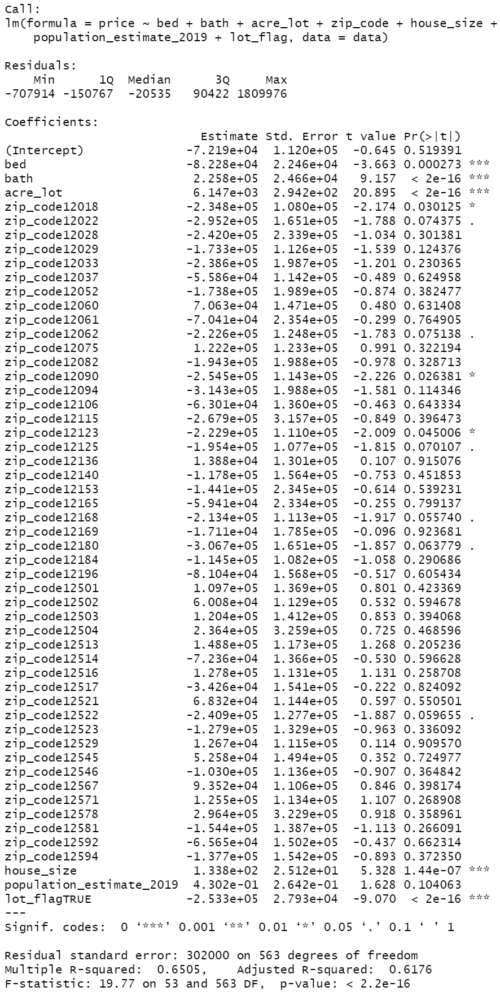 Call:
lm(formula = price ~ bed + bath + acre_lot + zip_code + house_size +
    population_estimate_2019 + lot_flag, data = data)

Residuals:
    Min      1Q  Median      3Q     Max
-707914 -150767  -20535   90422 1809976

Coefficients:
                           Estimate Std. Error t value Pr(>|t|)
(Intercept)              -7.219e+04  1.120e+05  -0.645 0.519391
bed                      -8.228e+04  2.246e+04  -3.663 0.000273 ***
bath                      2.258e+05  2.466e+04   9.157  < 2e-16 ***
acre_lot                  6.147e+03  2.942e+02  20.895  < 2e-16 ***
zip_code12018            -2.348e+05  1.080e+05  -2.174 0.030125 *
zip_code12022            -2.952e+05  1.651e+05  -1.788 0.074375 .
zip_code12028            -2.420e+05  2.339e+05  -1.034 0.301381
zip_code12029            -1.733e+05  1.126e+05  -1.539 0.124376
zip_code12033            -2.386e+05  1.987e+05  -1.201 0.230365
zip_code12037            -5.586e+04  1.142e+05  -0.489 0.624958
zip_code12052            -1.738e+05  1.989e+05  -0.874 0.382477
zip_code12060             7.063e+04  1.471e+05   0.480 0.631408
zip_code12061            -7.041e+04  2.354e+05  -0.299 0.764905
zip_code12062            -2.226e+05  1.248e+05  -1.783 0.075138 .
zip_code12075             1.222e+05  1.233e+05   0.991 0.322194
zip_code12082            -1.943e+05  1.988e+05  -0.978 0.328713
zip_code12090            -2.545e+05  1.143e+05  -2.226 0.026381 *
zip_code12094            -3.143e+05  1.988e+05  -1.581 0.114346
zip_code12106            -6.301e+04  1.360e+05  -0.463 0.643334
zip_code12115            -2.679e+05  3.157e+05  -0.849 0.396473
zip_code12123            -2.229e+05  1.110e+05  -2.009 0.045006 *
zip_code12125            -1.954e+05  1.077e+05  -1.815 0.070107 .
zip_code12136             1.388e+04  1.301e+05   0.107 0.915076
zip_code12140            -1.178e+05  1.564e+05  -0.753 0.451853
zip_code12153            -1.441e+05  2.345e+05  -0.614 0.539231
zip_code12165            -5.941e+04  2.334e+05  -0.255 0.799137
zip_code12168            -2.134e+05  1.113e+05  -1.917 0.055740 .
zip_code12169            -1.711e+04  1.785e+05  -0.096 0.923681
zip_code12180            -3.067e+05  1.651e+05  -1.857 0.063779 .
zip_code12184            -1.145e+05  1.082e+05  -1.058 0.290686
zip_code12196            -8.104e+04  1.568e+05  -0.517 0.605434
zip_code12501             1.097e+05  1.369e+05   0.801 0.423369
zip_code12502             6.008e+04  1.129e+05   0.532 0.594678
zip_code12503             1.204e+05  1.412e+05   0.853 0.394068
zip_code12504             2.364e+05  3.259e+05   0.725 0.468596
zip_code12513             1.488e+05  1.173e+05   1.268 0.205236
zip_code12514            -7.236e+04  1.366e+05  -0.530 0.596628
zip_code12516             1.278e+05  1.131e+05   1.131 0.258708
zip_code12517            -3.426e+04  1.541e+05  -0.222 0.824092
zip_code12521             6.832e+04  1.144e+05   0.597 0.550501
zip_code12522            -2.409e+05  1.277e+05  -1.887 0.059655 .
zip_code12523            -1.279e+05  1.329e+05  -0.963 0.336092
zip_code12529             1.267e+04  1.115e+05   0.114 0.909570
zip_code12545             5.258e+04  1.494e+05   0.352 0.724977
zip_code12546            -1.030e+05  1.136e+05  -0.907 0.364842
zip_code12567             9.352e+04  1.106e+05   0.846 0.398174
zip_code12571             1.255e+05  1.134e+05   1.107 0.268908
zip_code12578             2.964e+05  3.229e+05   0.918 0.358961
zip_code12581            -1.544e+05  1.387e+05  -1.113 0.266091
zip_code12592            -6.565e+04  1.502e+05  -0.437 0.662314
zip_code12594            -1.377e+05  1.542e+05  -0.893 0.372350
house_size                1.338e+02  2.512e+01   5.328 1.44e-07 ***
population_estimate_2019  4.302e-01  2.642e-01   1.628 0.104063
lot_flagTRUE             -2.533e+05  2.793e+04  -9.070  < 2e-16 ***
---
Signif. codes:  0 ‘***’ 0.001 ‘**’ 0.01 ‘*’ 0.05 ‘.’ 0.1 ‘ ’ 1

Residual standard error: 302000 on 563 degrees of freedom
Multiple R-squared:  0.6505,	Adjusted R-squared:  0.6176
F-statistic: 19.77 on 53 and 563 DF,  p-value: < 2.2e-16